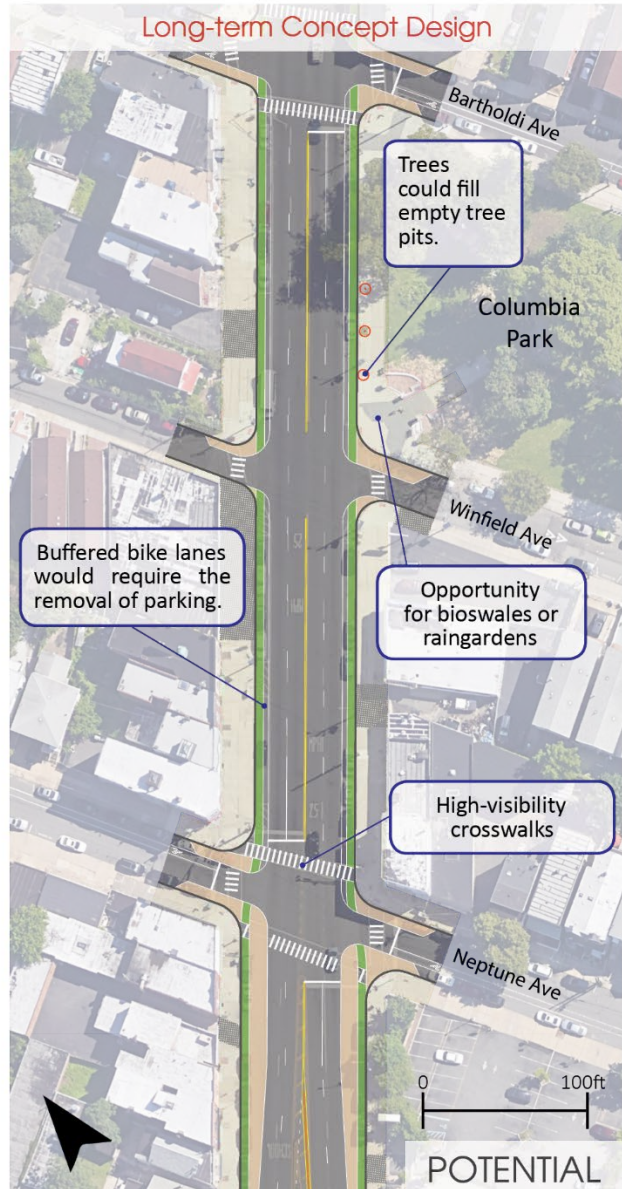 Long-term Concept Design
Bartholdi Ave
Trees
could fill
empty tree
pits.
Columbia
Park
Winfield Ave
Buffered bike lanes
would require the
removal of parking.
Opportunity
for bioswales or
raingardens
High-visibility
crosswalks
Neptune Ave
0 100ft
POTENTIAL